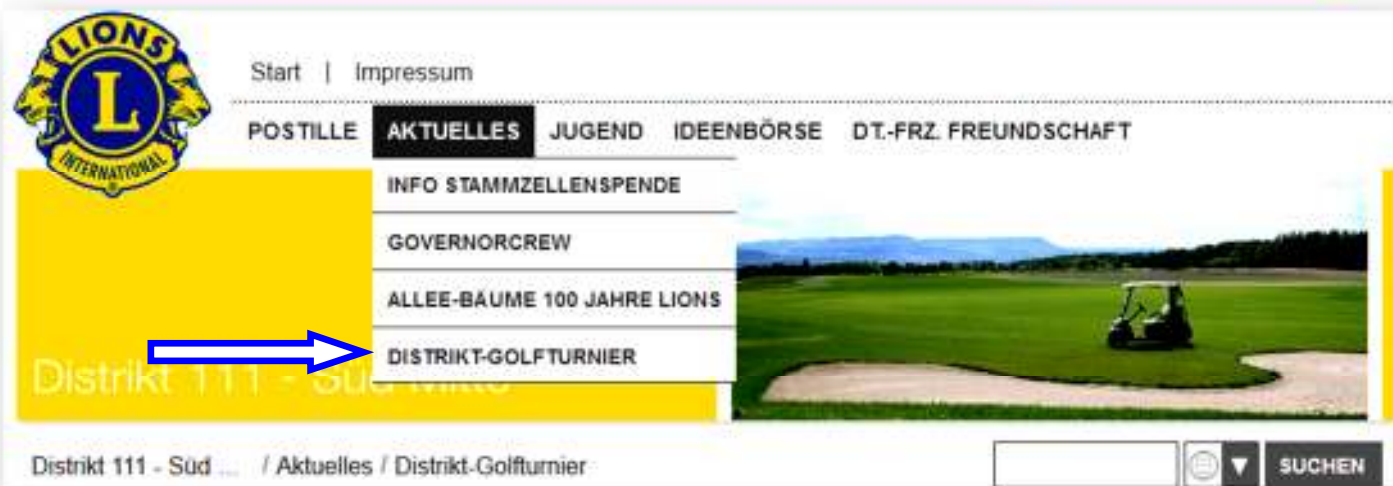 LIONS
L
INTERNATIONAL
®
Start | Impressum
POSTILLE AKTUELLES JUGEND IDEENBÖRSE DT.-FRZ. FREUNDSCHAFT
INFO STAMMZELLENSPENDE
GOVERNORCREW
ALLEE-BÄUME 100 JAHRE LIONS
DISTRIKT-GOLFTURNIER
Distrikt 111 - Süd Mitte
Distrikt 111 - Süd ... / Aktuelles / Distrikt-Golfturnier
SUCHEN